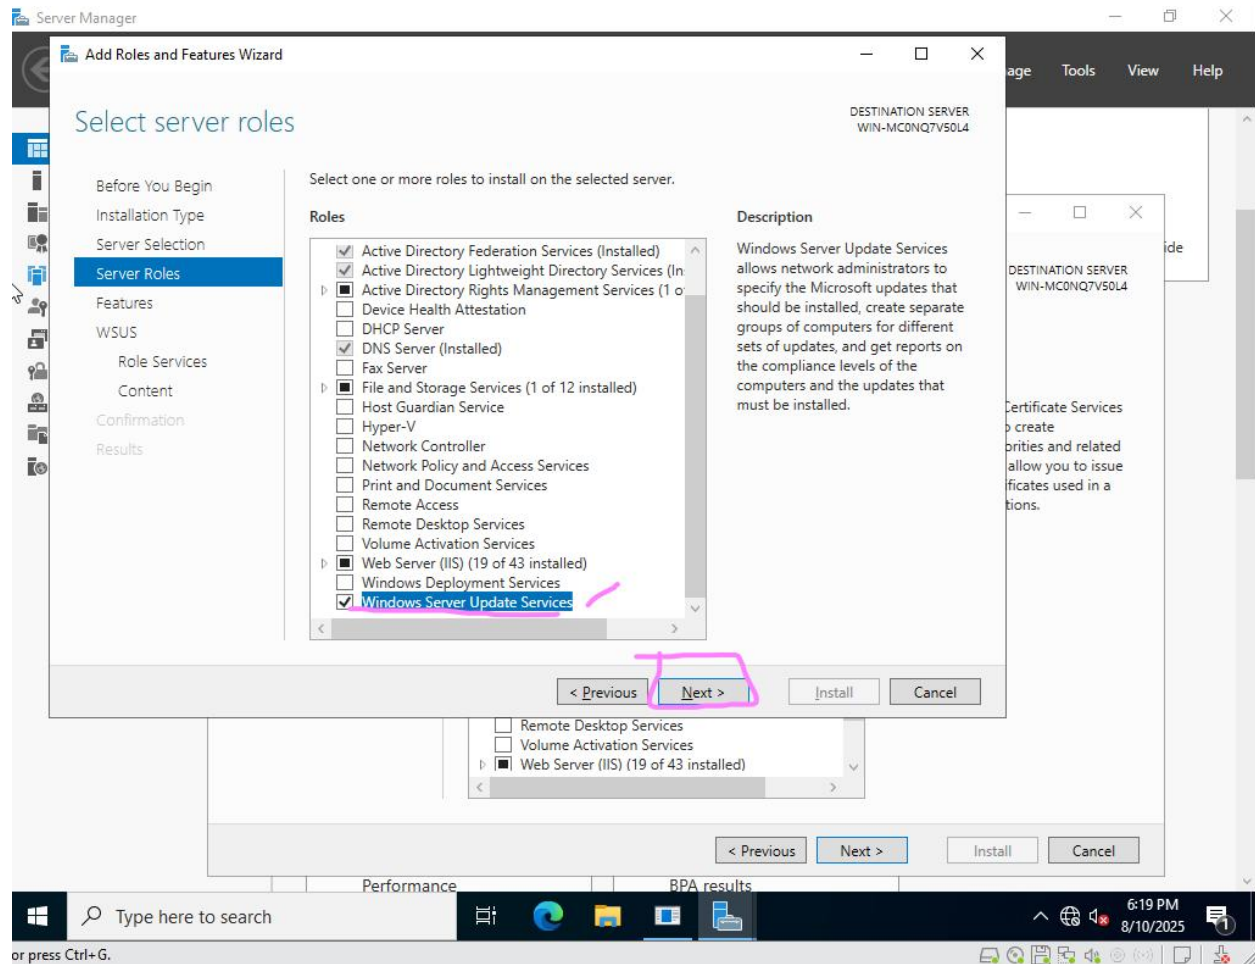 Server Manager
Add Roles and Features Wizard
age Tools View Help
Select server roles
DESTINATION SERVER
WIN-MC0NQ7V50L4
Before You Begin
Installation Type
Server Selection
Server Roles
Features
WSUS
Role Services
Content
Confirmation
Results
Select one or more roles to install on the selected server.
Roles
Active Directory Federation Services (Installed)
Active Directory Lightweight Directory Services (In
Active Directory Rights Management Services (1 o
Device Health Attestation
DHCP Server
DNS Server (Installed)
Fax Server
File and Storage Services (1 of 12 installed)
Host Guardian Service
Hyper-V
Network Controller
Network Policy and Access Services
Print and Document Services
Remote Access
Remote Desktop Services
Volume Activation Services
Web Server (IIS) (19 of 43 installed)
Windows Deployment Services
Windows Server Update Services
Description
Windows Server Update Services
allows network administrators to
specify the Microsoft updates that
should be installed, create separate
groups of computers for different
sets of updates, and get reports on
the compliance levels of the
computers and the updates that
must be installed.
< Previous Next > Install Cancel
ide
DESTINATION SERVER
WIN-MC0NQ7V50L4
Certificate Services
o create
orities and related
allow you to issue
ificates used in a
tions.
Remote Desktop Services
Volume Activation Services
Web Server (IIS) (19 of 43 installed)
< Previous Next > Install Cancel
Performance BPA results
Type here to search
6:19 PM
8/10/2025
1
or press Ctrl+G.